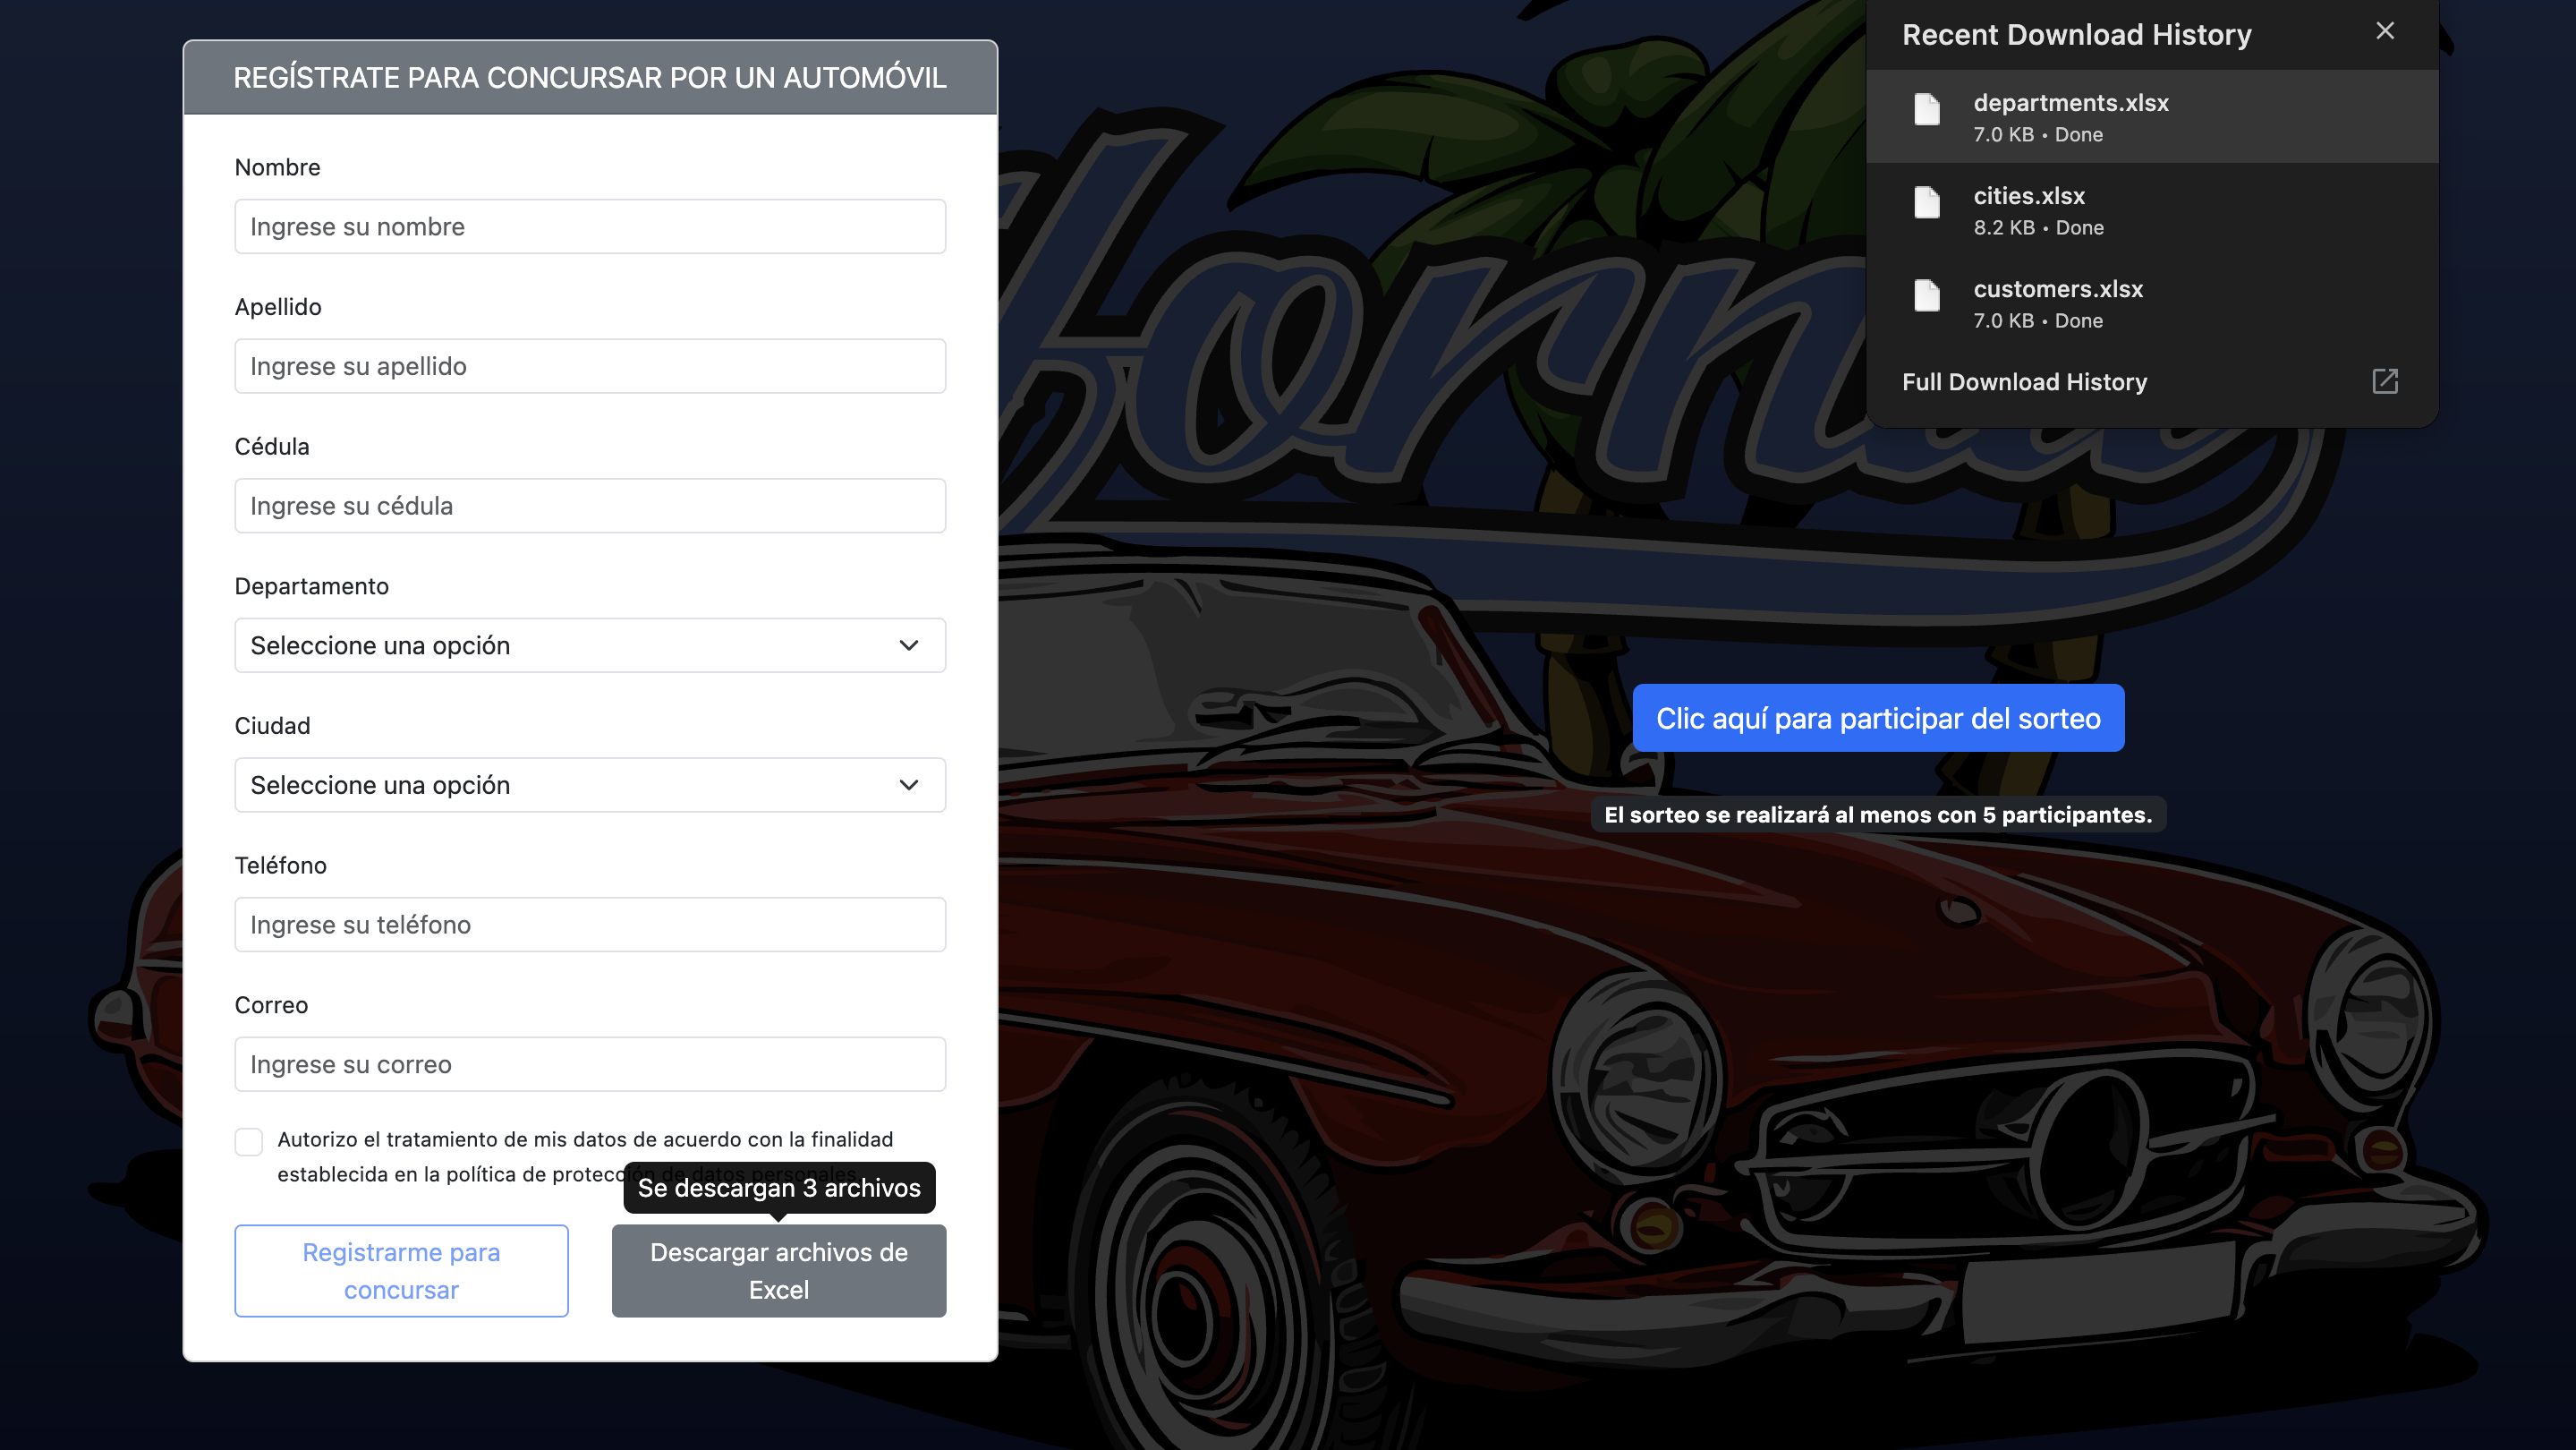 REGÍSTRATE PARA CONCURSAR POR UN AUTOMÓVIL
Nombre
Ingrese su nombre
Apellido
Ingrese su apellido
Cédula
Ingrese su cédula
Departamento
Seleccione una opción
Ciudad
Seleccione una opción
Teléfono
Ingrese su teléfono
Correo
Ingrese su correo
Autorizo el tratamiento de mis datos de acuerdo con la finalidad
establecida en la política de protección de datos personales
Se descargan 3 archivos
Registrarme para
concursar
Descargar archivos de
Excel
Recent Download History
departments.xlsx
7.0 KB • Done
cities.xlsx
8.2 KB • Done
customers.xlsx
7.0 KB • Done
Full Download History
Clic aquí para participar del sorteo
El sorteo se realizará al menos con 5 participantes.